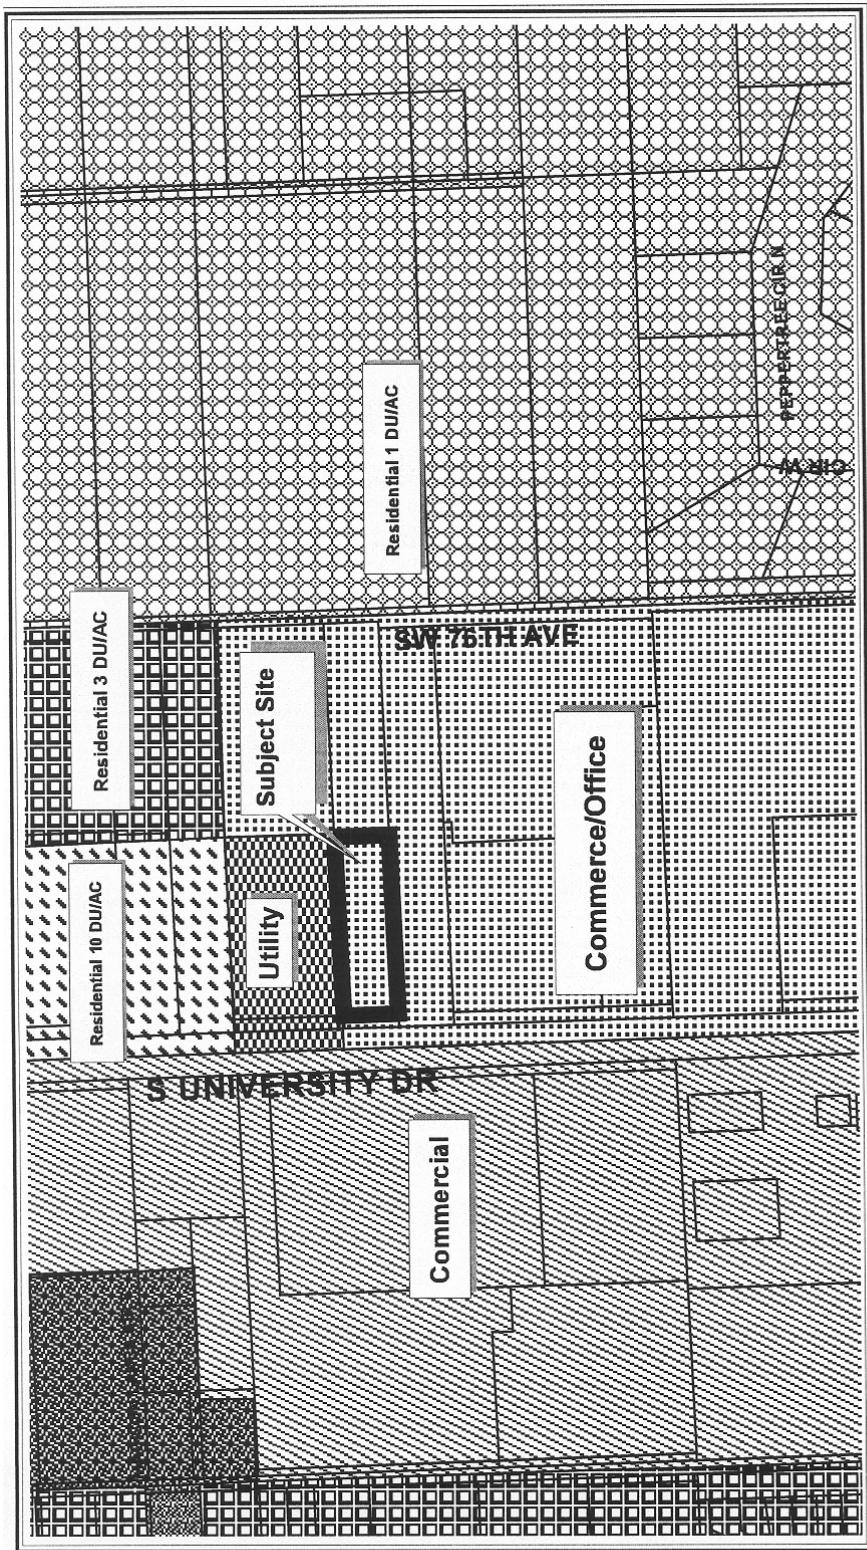 PEPPERTREE CIR N
CIR W
Residential 1 DU/AC
SW 76TH AVE
Residential 3 DU/AC
Subject Site
Commerce/Office
Residential 10 DU/AC
Utility
S UNIVERSITY DR
Commercial